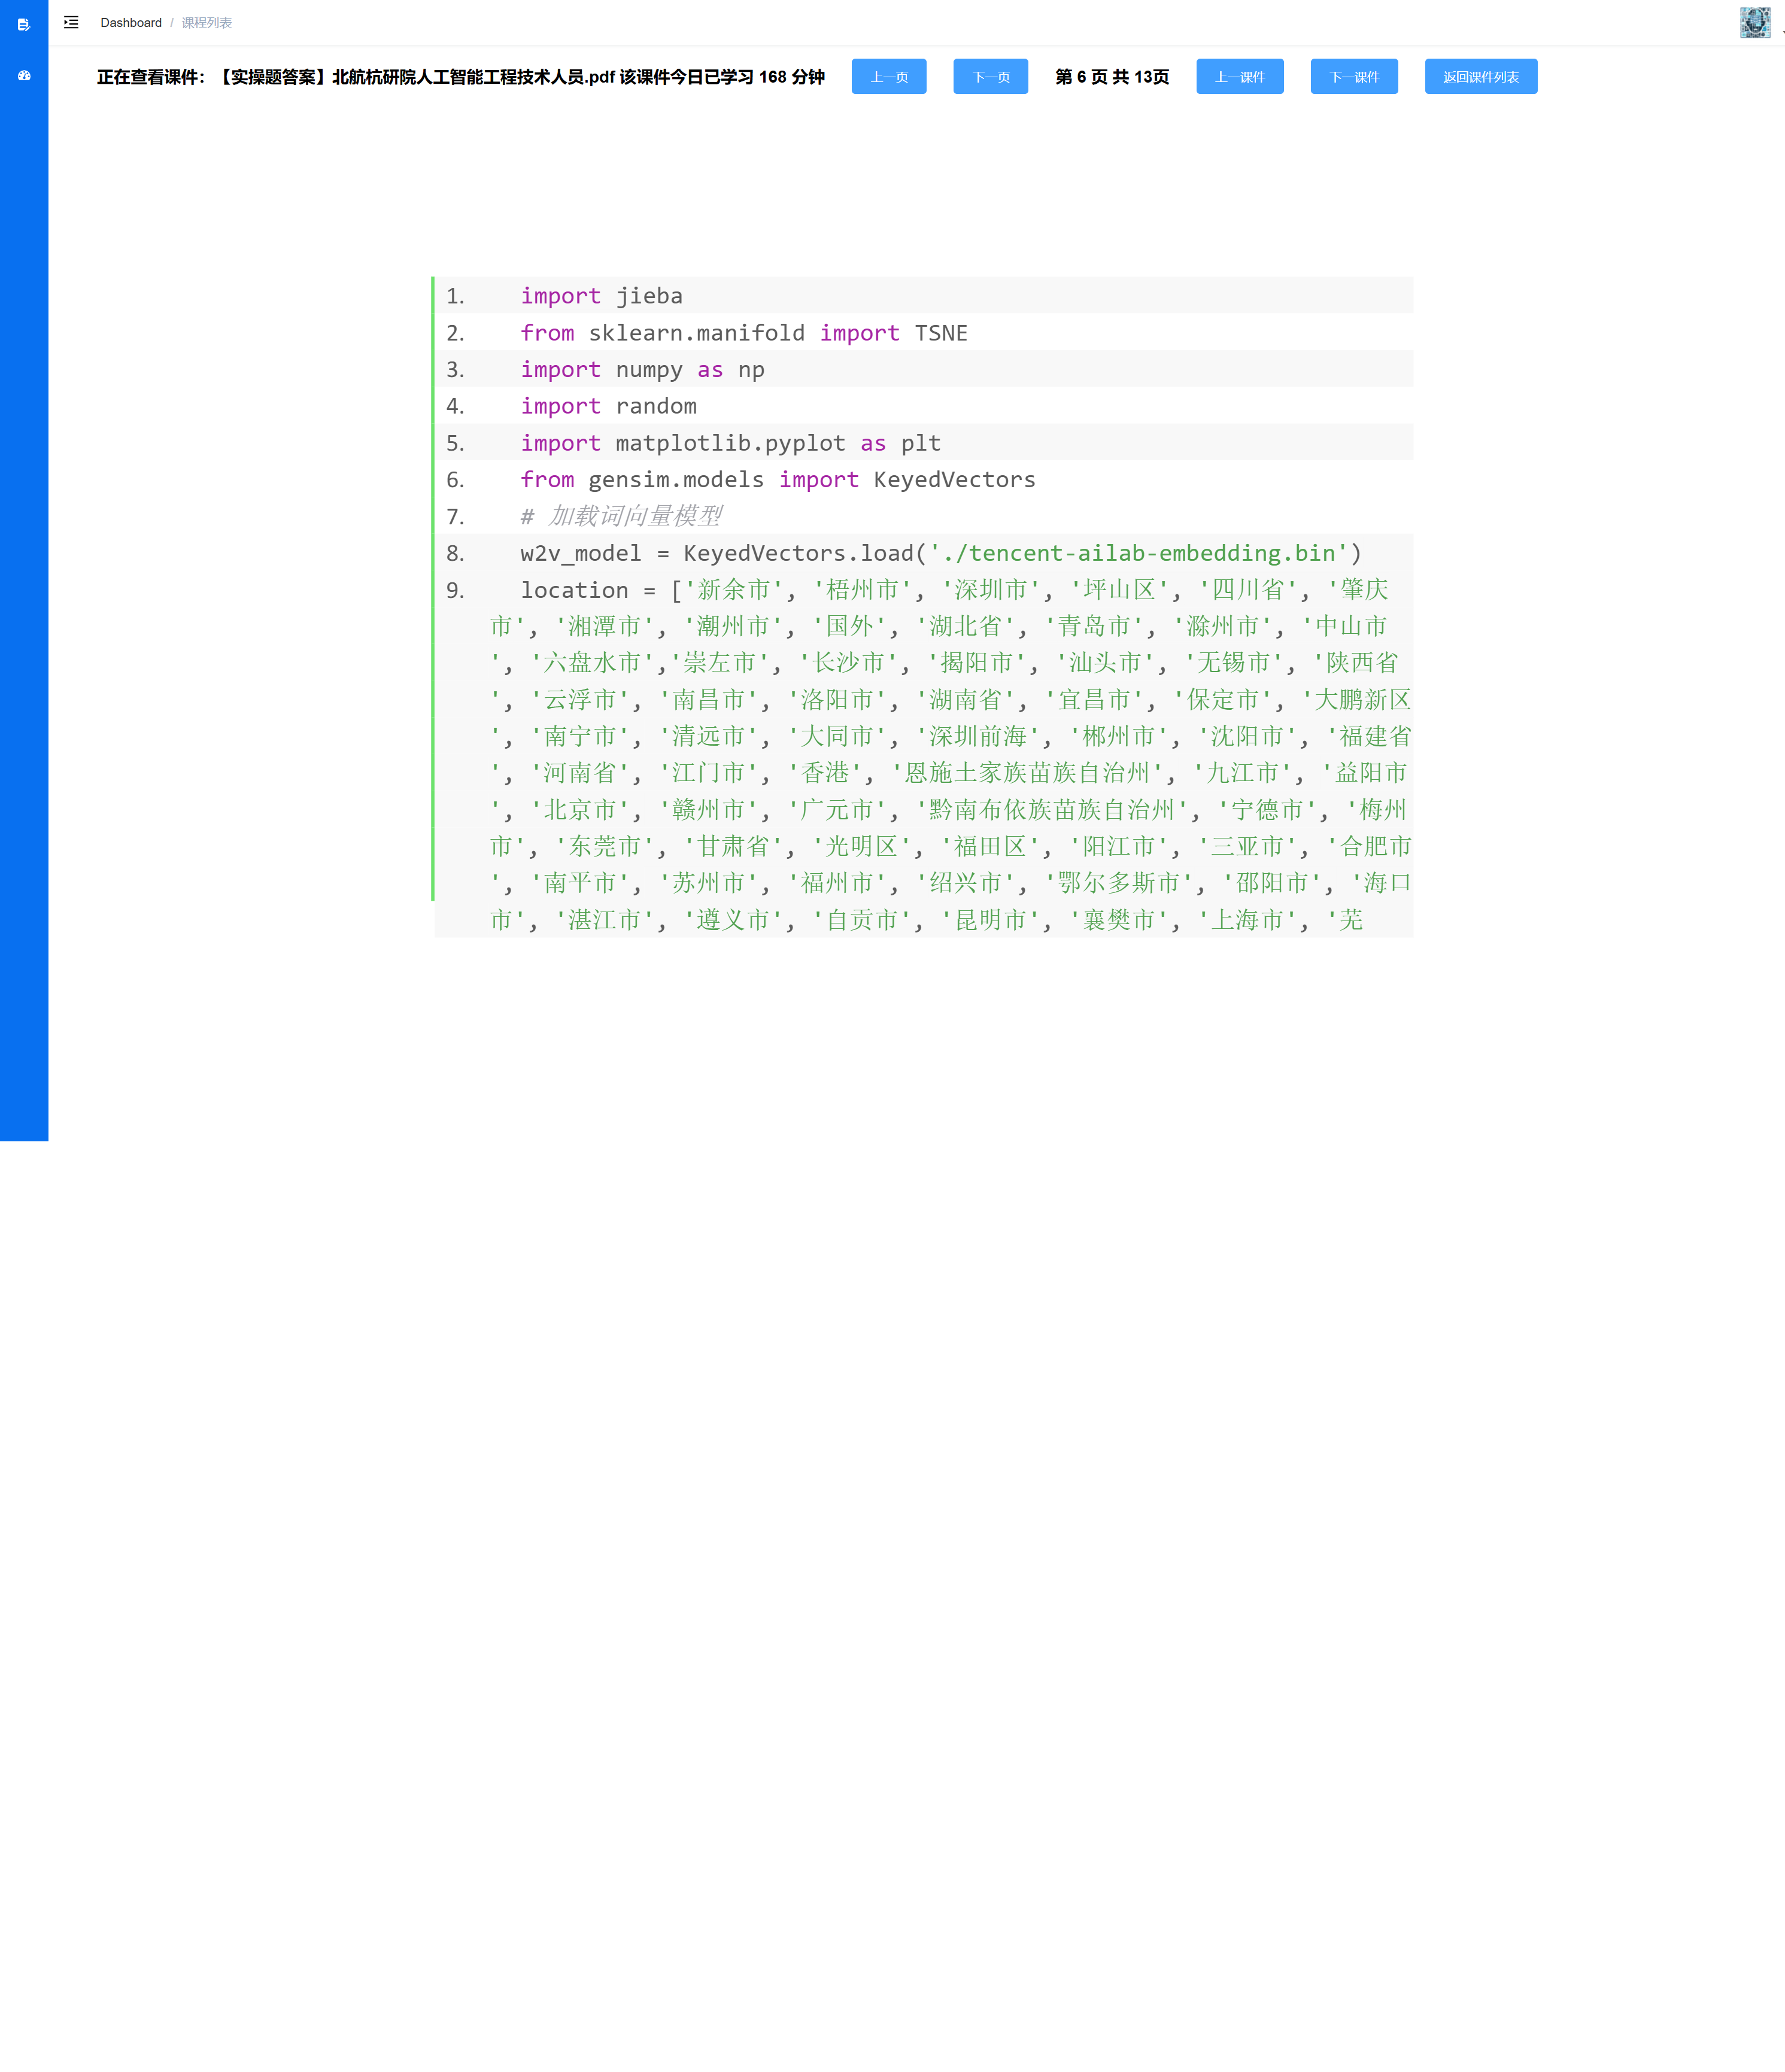 Dashboard / 课程列表
正在查看课件：【实操题答案】北航杭研院人工智能工程技术人员.pdf 该课件今日已学习 168 分钟 上一页 下一页 第 6 页 共 13页 上一课件 下一课件 返回课件列表
1. import jieba
2. from sklearn.manifold import TSNE
3. import numpy as np
4. import random
5. import matplotlib.pyplot as plt
6. from gensim.models import KeyedVectors
7. # 加载词向量模型
8. w2v_model = KeyedVectors.load('./tencent-ailab-embedding.bin')
9. location = ['新余市', '梧州市', '深圳市', '坪山区', '四川省', '肇庆
市', '湘潭市', '潮州市', '国外', '湖北省', '青岛市', '滁州市', '中山市
', '六盘水市','崇左市', '长沙市', '揭阳市', '汕头市', '无锡市', '陕西省
', '云浮市', '南昌市', '洛阳市', '湖南省', '宜昌市', '保定市', '大鹏新区
', '南宁市', '清远市', '大同市', '深圳前海', '郴州市', '沈阳市', '福建省
', '河南省', '江门市', '香港', '恩施土家族苗族自治州', '九江市', '益阳市
', '北京市', '赣州市', '广元市', '黔南布依族苗族自治州', '宁德市', '梅州
市', '东莞市', '甘肃省', '光明区', '福田区', '阳江市', '三亚市', '合肥市
', '南平市', '苏州市', '福州市', '绍兴市', '鄂尔多斯市', '邵阳市', '海口
市', '湛江市', '遵义市', '自贡市', '昆明市', '襄樊市', '上海市', '芜